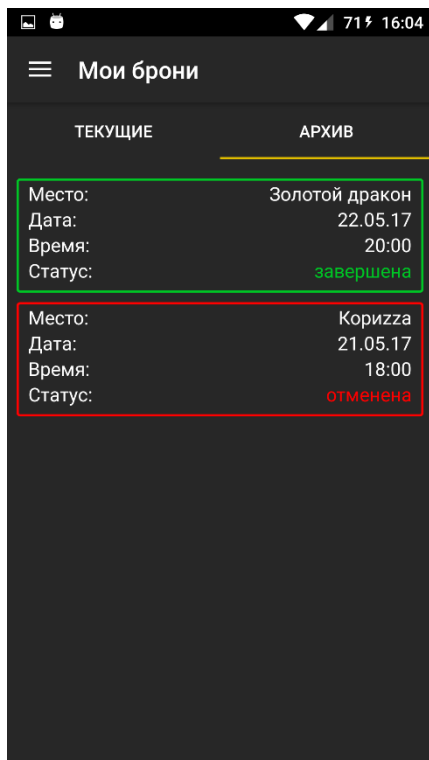 71 16:04
Мои брони
ТЕКУЩИЕ АРХИВ
Место: Золотой дракон
Дата: 22.05.17
Время: 20:00
Статус: завершена
Место: Кориzzа
Дата: 21.05.17
Время: 18:00
Статус: отменена